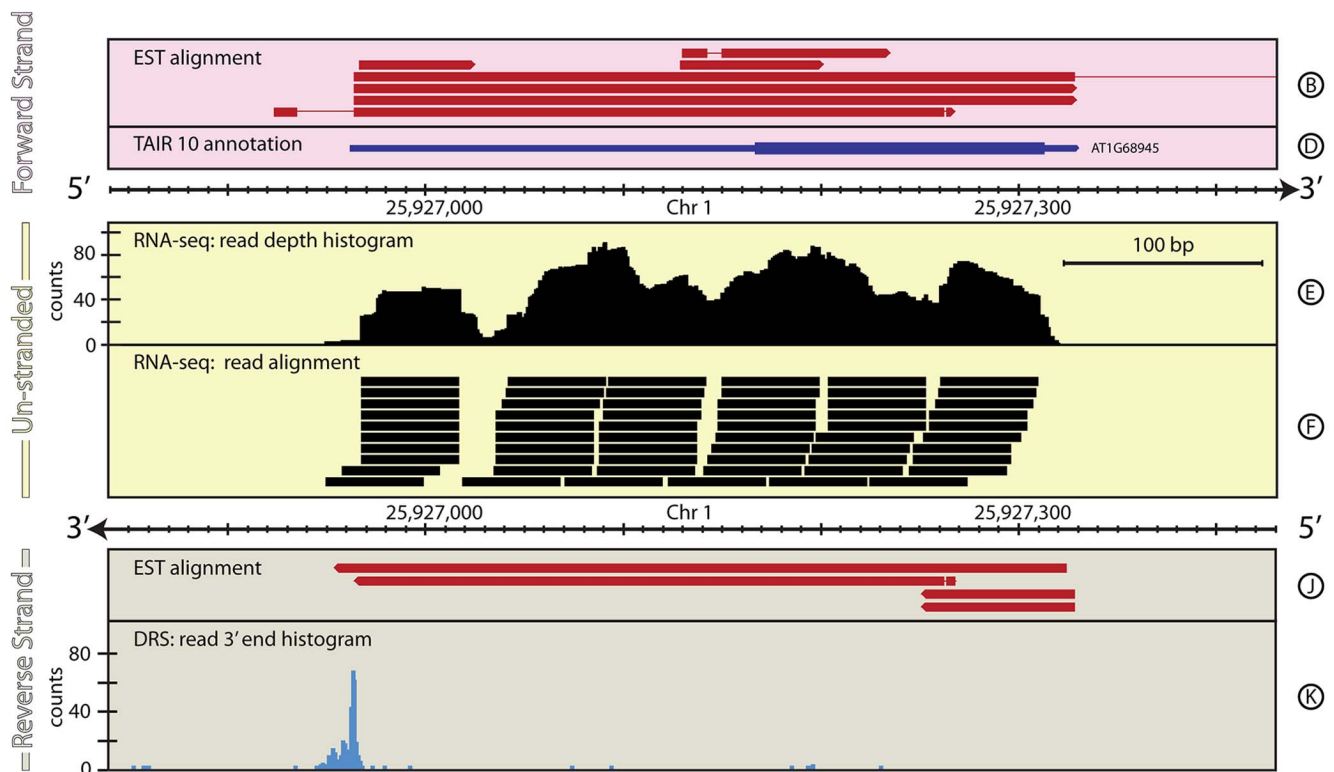 Forward Strand
EST alignment
B
TAIR 10 annotation
AT1G68945
D
5′
3′
25,927,000
Chr 1
25,927,300
Un-stranded
RNA-seq: read depth histogram
100 bp
counts
80
40
0
E
RNA-seq: read alignment
F
25,927,000
Chr 1
25,927,300
3′
5′
Reverse Strand
EST alignment
J
DRS: read 3′ end histogram
counts
80
40
0
K